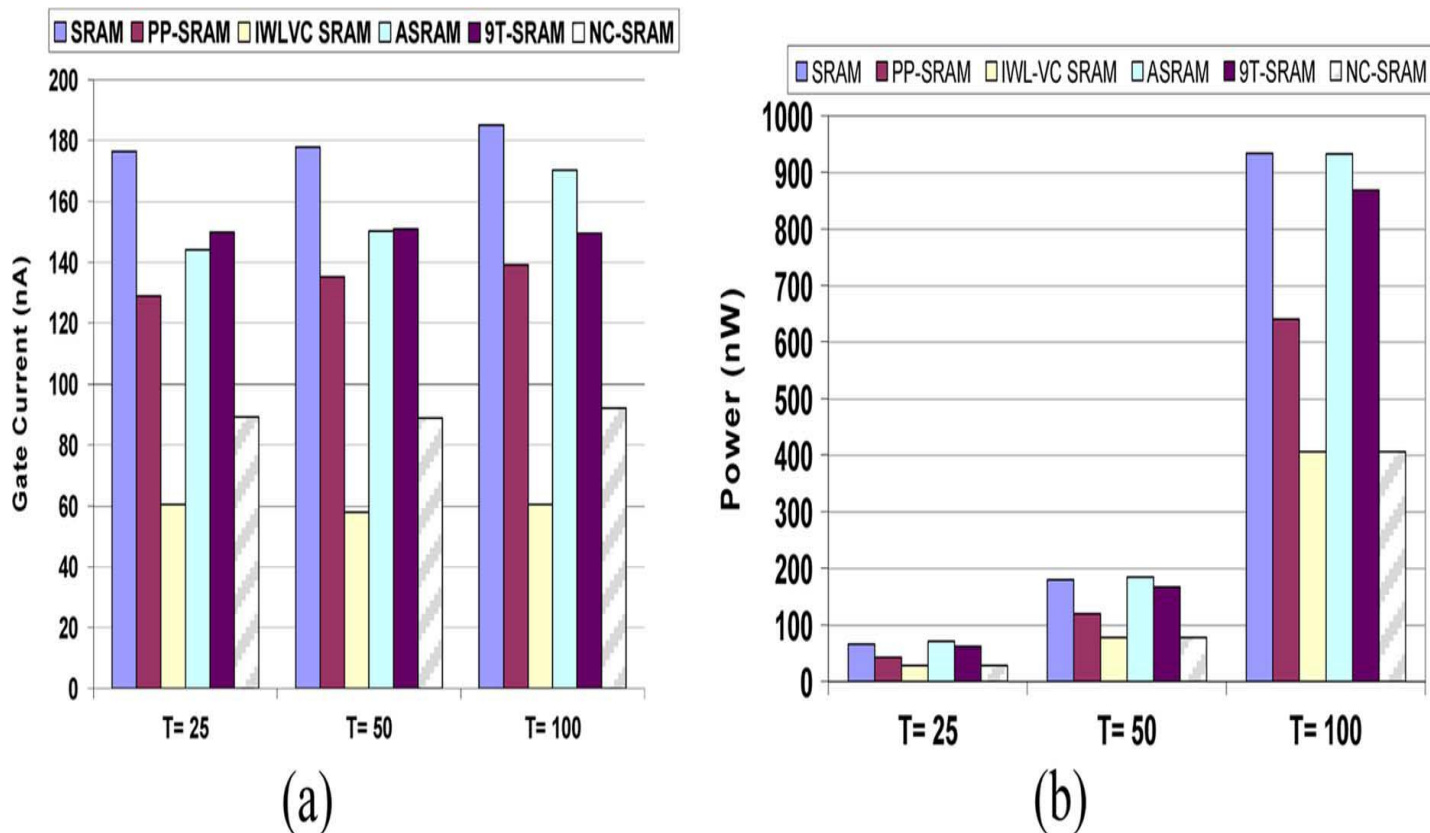 SRAM PP-SRAM IWLVC SRAM ASRAM 9T-SRAM NC-SRAM
Gate Current (nA)
200
180
160
140
120
100
80
60
40
20
0
T= 25 T= 50 T= 100
(a)
SRAM PP-SRAM IWL-VC SRAM ASRAM 9T-SRAM NC-SRAM
Power (nW)
1000
900
800
700
600
500
400
300
200
100
0
T= 25 T= 50 T= 100
(b)